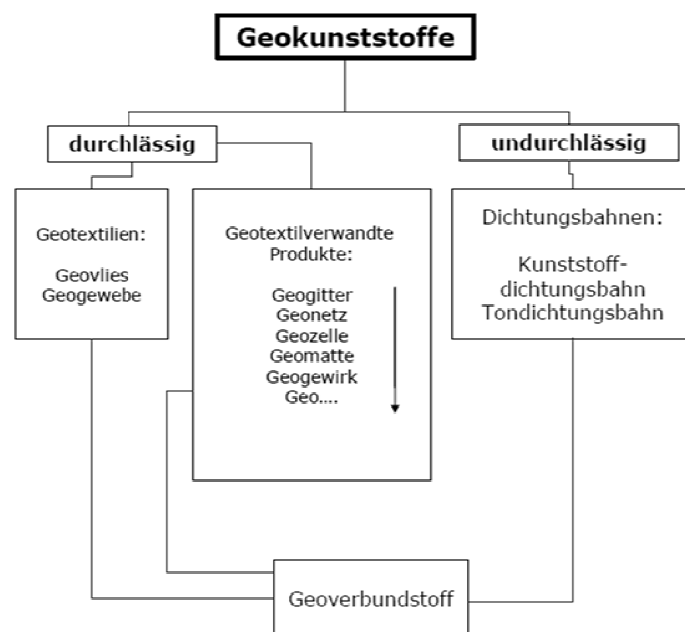 Geokunststoffe
durchlässig
undurchlässig
Geotextilien:
Geovlies
Geogewebe
Geotextilverwandte
Produkte:
Geogitter
Geonetz
Geozelle
Geomatte
Geogewirk
Geo....
Dichtungsbahnen:
Kunststoff-
dichtungsbahn
Tondichtungsbahn
Geoverbundstoff